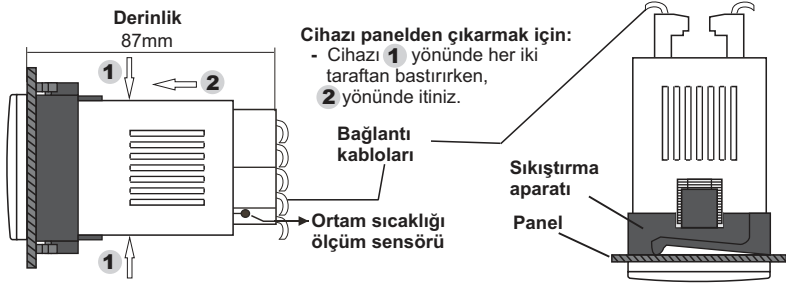 Derinlik
87mm
1
2
1
Cihazı panelden çıkarmak için:
- Cihazı 1 yönünde her iki
taraftan bastırırken,
2 yönünde itiniz.
Bağlantı
kabloları
Ortam sıcaklığı
ölçüm sensörü
Sıkıştırma
aparatı
Panel